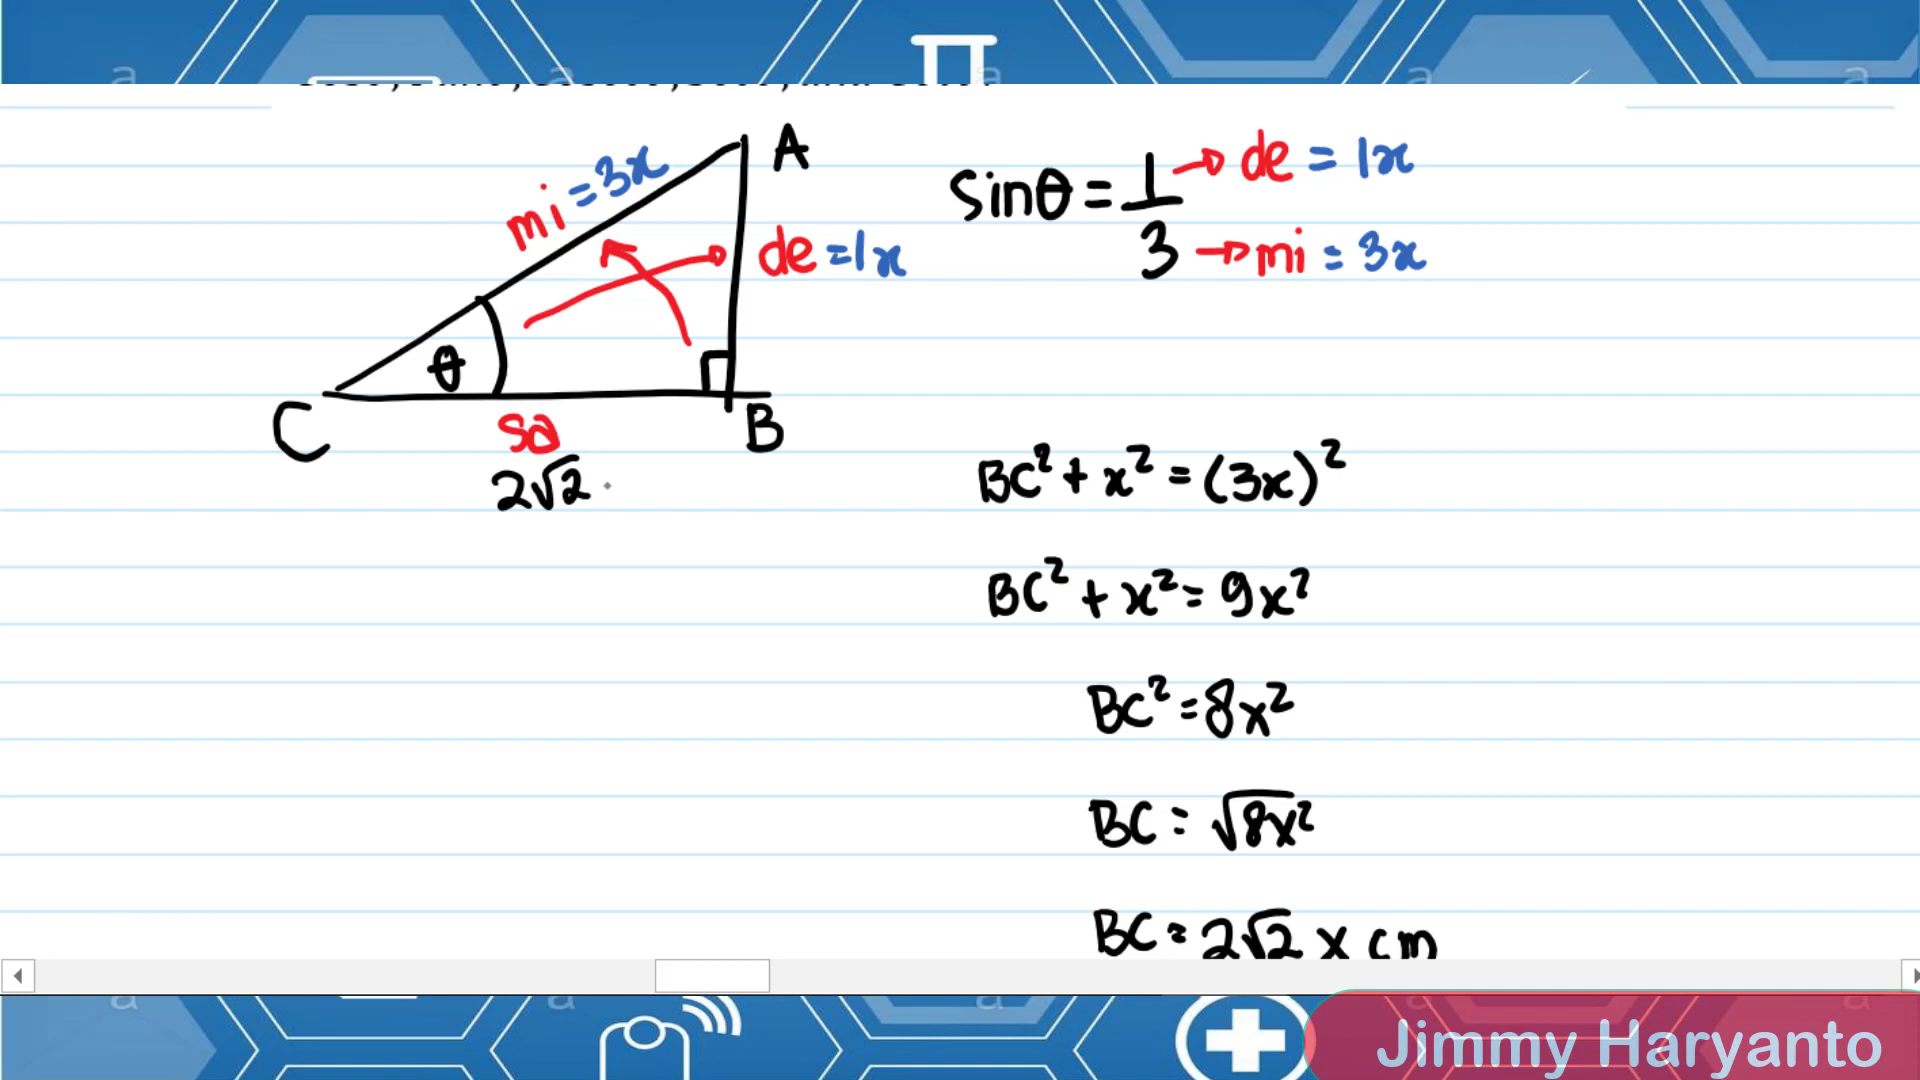 A
mi = 3x
sinθ = 1/3
→ de = 1x
→ mi = 3x
de = 1x
θ
C
sa
B
2√2
BC² + x² = (3x)²
BC² + x² = 9x²
BC² = 8x²
BC = √8x²
BC = 2√2 x cm
Jimmy Haryanto